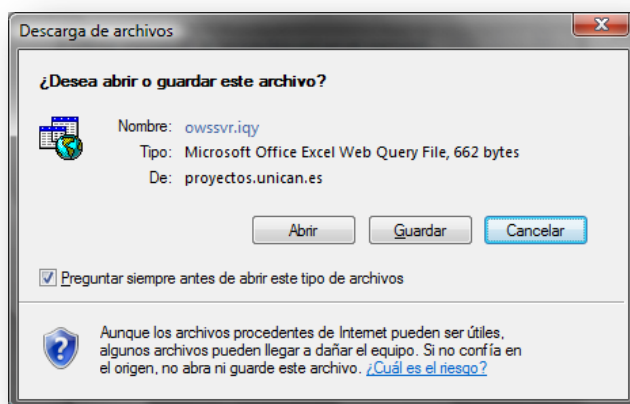 Descarga de archivos
¿Desea abrir o guardar este archivo?
Nombre: owssvr.iqy
Tipo: Microsoft Office Excel Web Query File, 662 bytes
De: proyectos.unican.es
Abrir Guardar Cancelar
Preguntar siempre antes de abrir este tipo de archivos
Aunque los archivos procedentes de Internet pueden ser útiles,
algunos archivos pueden llegar a dañar el equipo. Si no confía en
el origen, no abra ni guarde este archivo. ¿Cuál es el riesgo?